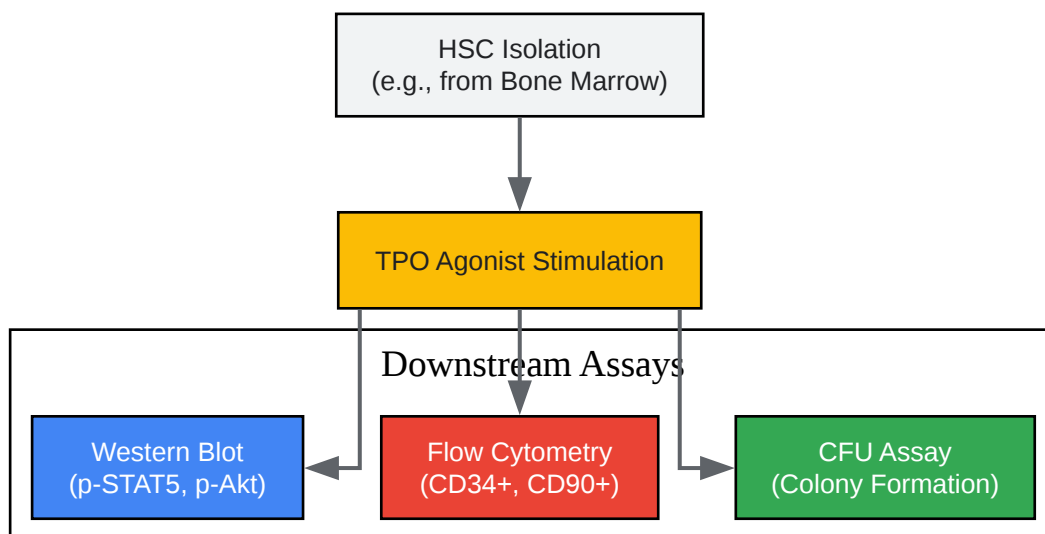 HSC Isolation
(e.g., from Bone Marrow)
TPO Agonist Stimulation
Downstream Assays
Western Blot
(p-STAT5, p-Akt)
Flow Cytometry
(CD34+, CD90+)
CFU Assay
(Colony Formation)